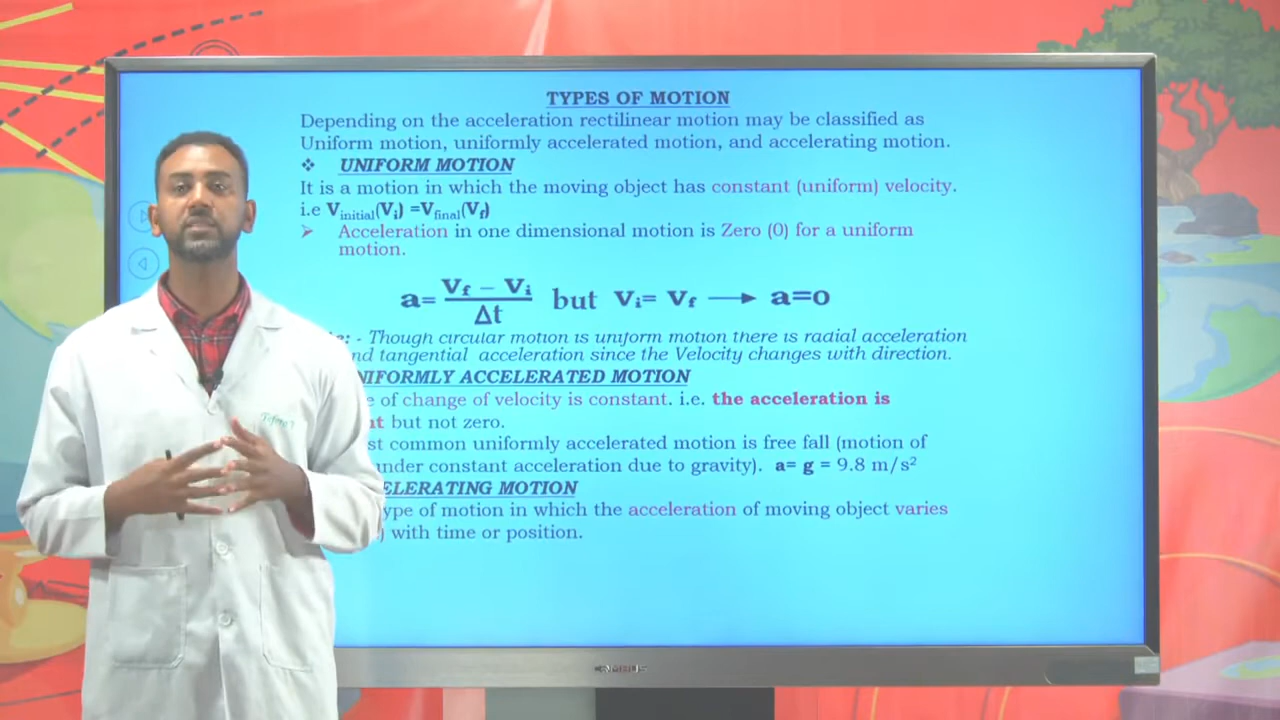 TYPES OF MOTION
Depending on the acceleration rectilinear motion may be classified as
Uniform motion, uniformly accelerated motion, and accelerating motion.
❖ UNIFORM MOTION
It is a motion in which the moving object has constant (uniform) velocity.
i.e Vinitial(Vi) =Vfinal(Vf)
➢ Acceleration in one dimensional motion is Zero (0) for a uniform
motion.
a= Vf – Vi / Δt but Vi= Vf ⟶ a=0
: - Though circular motion is uniform motion there is radial acceleration
tangential acceleration since the Velocity changes with direction.
ACCELERATED MOTION
of change of velocity is constant. i.e. the acceleration is
but not zero.
common uniformly accelerated motion is free fall (motion of
under constant acceleration due to gravity). a= g = 9.8 m/s²
MOTION
of motion in which the acceleration of moving object varies
) with time or position.